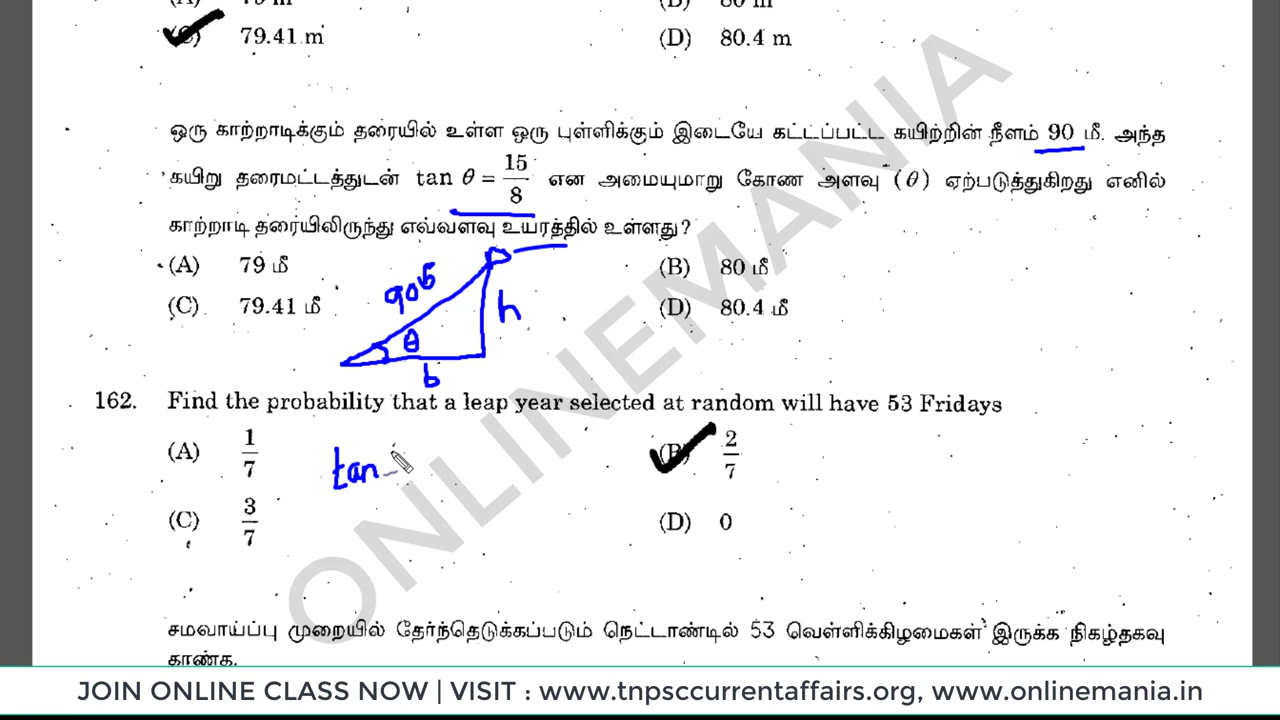 (A) 79 m (B) 80 m
(C) 79.41 m (D) 80.4 m
ஒரு காற்றாடிக்கும் தரையில் உள்ள ஒரு புள்ளிக்கும் இடையே கட்டப்பட்ட கயிற்றின் நீளம் 90 மீ. அந்த
கயிறு தரைமட்டத்துடன் tan θ = 15/8 என அமையுமாறு கோண அளவு (θ) ஏற்படுத்துகிறது எனில்
காற்றாடி தரையிலிருந்து எவ்வளவு உயரத்தில் உள்ளது?
(A) 79 மீ (B) 80 மீ
(C) 79.41 மீ (D) 80.4 மீ
90
h
θ
b
162. Find the probability that a leap year selected at random will have 53 Fridays
(A) 1/7 (B) 2/7
tan
(C) 3/7 (D) 0
சமவாய்ப்பு முறையில் தேர்ந்தெடுக்கப்படும் நெட்டாண்டில் 53 வெள்ளிக்கிழமைகள் இருக்க நிகழ்தகவு
காண்க.
ONLINEMANIA
JOIN ONLINE CLASS NOW | VISIT : www.tnpsccurrentaffairs.org, www.onlinemania.in